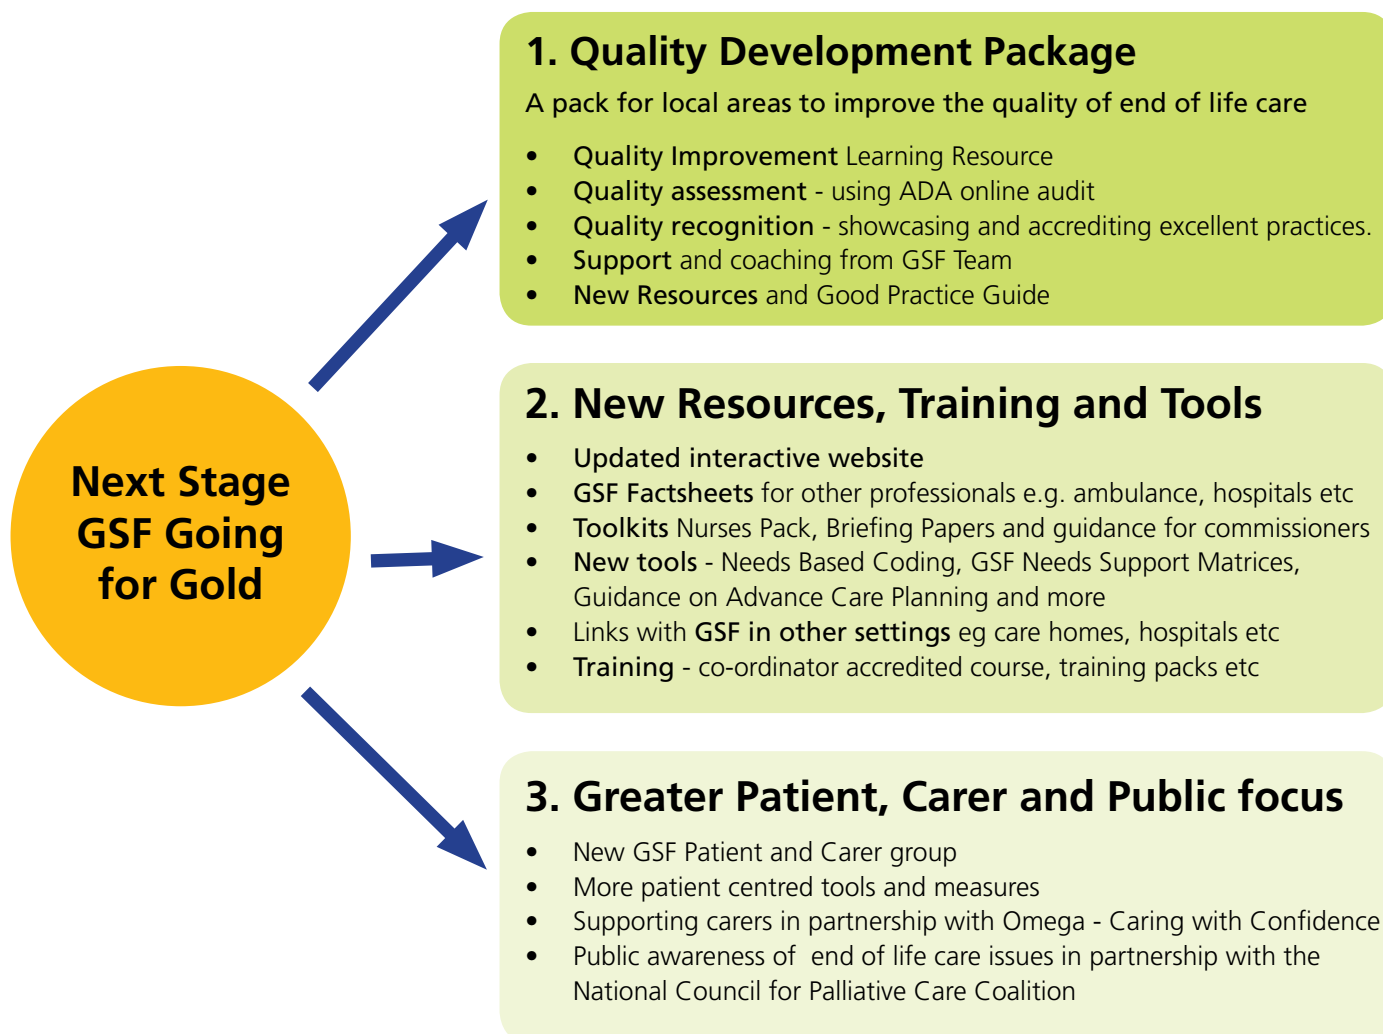 Next Stage
GSF Going
for Gold
1. Quality Development Package
A pack for local areas to improve the quality of end of life care
• Quality Improvement Learning Resource
• Quality assessment - using ADA online audit
• Quality recognition - showcasing and accrediting excellent practices.
• Support and coaching from GSF Team
• New Resources and Good Practice Guide
2. New Resources, Training and Tools
• Updated interactive website
• GSF Factsheets for other professionals e.g. ambulance, hospitals etc
• Toolkits Nurses Pack, Briefing Papers and guidance for commissioners
• New tools - Needs Based Coding, GSF Needs Support Matrices,
Guidance on Advance Care Planning and more
• Links with GSF in other settings eg care homes, hospitals etc
• Training - co-ordinator accredited course, training packs etc
3. Greater Patient, Carer and Public focus
• New GSF Patient and Carer group
• More patient centred tools and measures
• Supporting carers in partnership with Omega - Caring with Confidence
• Public awareness of end of life care issues in partnership with the
National Council for Palliative Care Coalition